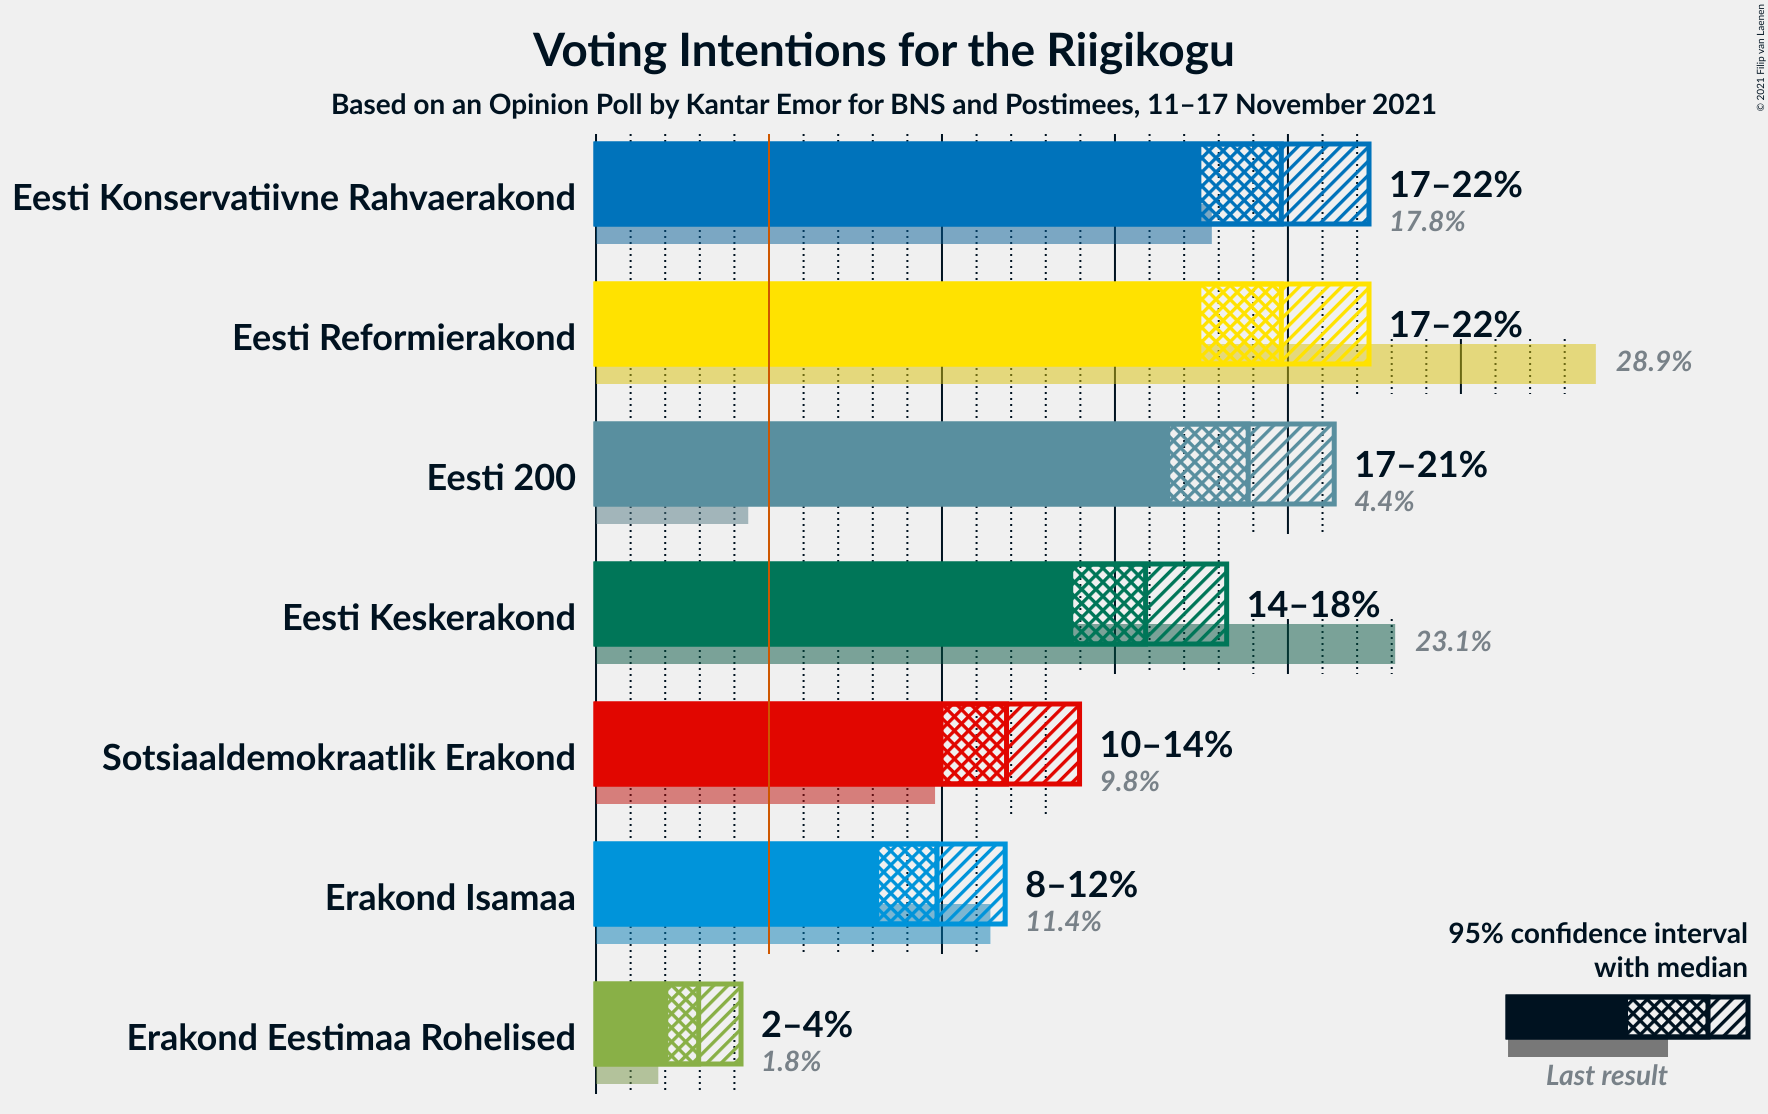 Voting Intentions for the Riigikogu
Based on an Opinion Poll by Kantar Emor for BNS and Postimees, 11–17 November 2021
© 2021 Filip van Laenen
Eesti Konservatiivne Rahvaerakond
17–22%
17.8%
Eesti Reformierakond
17–22%
28.9%
Eesti 200
17–21%
4.4%
Eesti Keskerakond
14–18%
23.1%
Sotsiaaldemokraatlik Erakond
10–14%
9.8%
Erakond Isamaa
8–12%
11.4%
Erakond Eestimaa Rohelised
2–4%
1.8%
95% confidence interval
with median
Last result